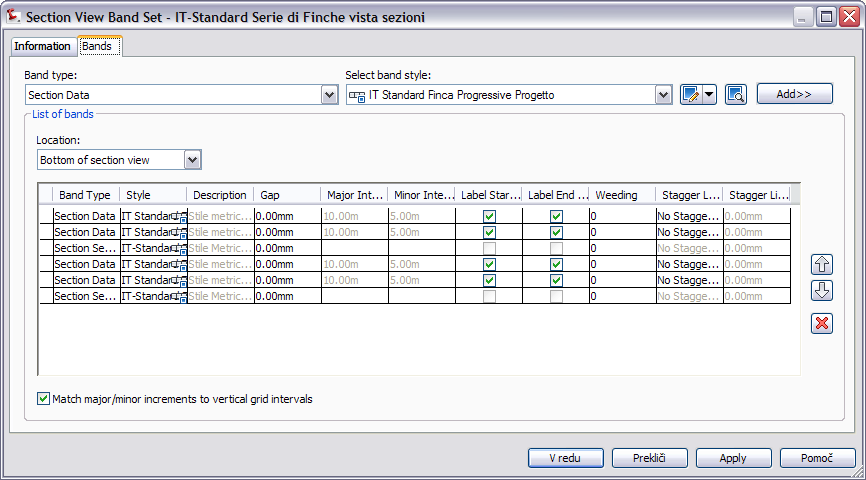 Section View Band Set - IT-Standard Serie di Finche vista sezioni
Information Bands
Band type: Select band style:
Section Data IT Standard Finca Progressive Progetto Add>>
List of bands
Location:
Bottom of section view
Band Type Style Description Gap Major Int... Minor Inte... Label Star... Label End ... Weeding Stagger L... Stagger Li...
Section Data IT Standard Stile metric... 0.00mm 10.00m 5.00m 0 No Stagge... 0.00mm
Section Data IT Standard Stile metric... 0.00mm 10.00m 5.00m 0 No Stagge... 0.00mm
Section Se... IT-Standard Stile Metric... 0.00mm 0 No Stagge... 0.00mm
Section Data IT Standard Stile metric... 0.00mm 10.00m 5.00m 0 No Stagge... 0.00mm
Section Data IT Standard Stile metric... 0.00mm 10.00m 5.00m 0 No Stagge... 0.00mm
Section Se... IT-Standard Stile Metric... 0.00mm 0 No Stagge... 0.00mm
Match major/minor increments to vertical grid intervals
V redu Prekliči Apply Pomoč